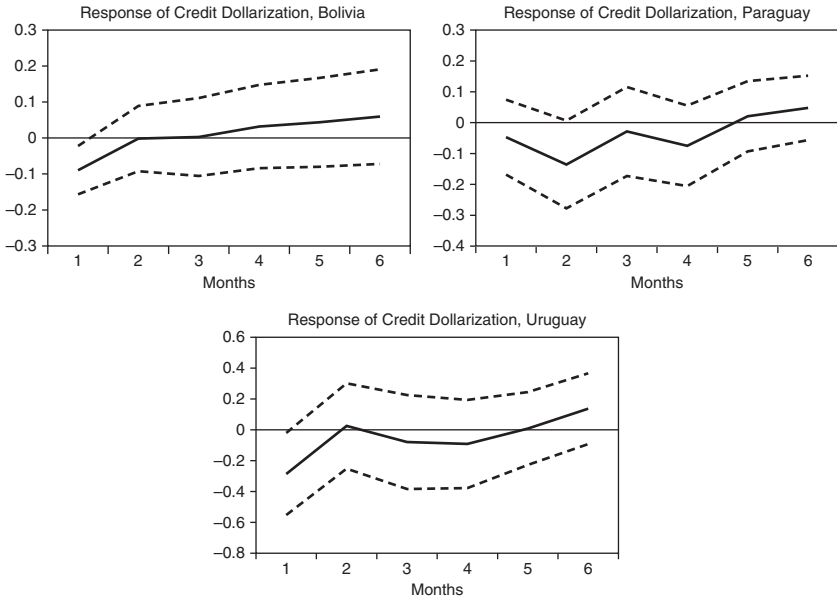 Response of Credit Dollarization, Bolivia
0.3
0.2
0.1
0
–0.1
–0.2
–0.3
1 2 3 4 5 6
Months
Response of Credit Dollarization, Paraguay
0.3
0.2
0.1
0
–0.1
–0.2
–0.3
–0.4
1 2 3 4 5 6
Months
Response of Credit Dollarization, Uruguay
0.6
0.4
0.2
0
–0.2
–0.4
–0.6
–0.8
1 2 3 4 5 6
Months